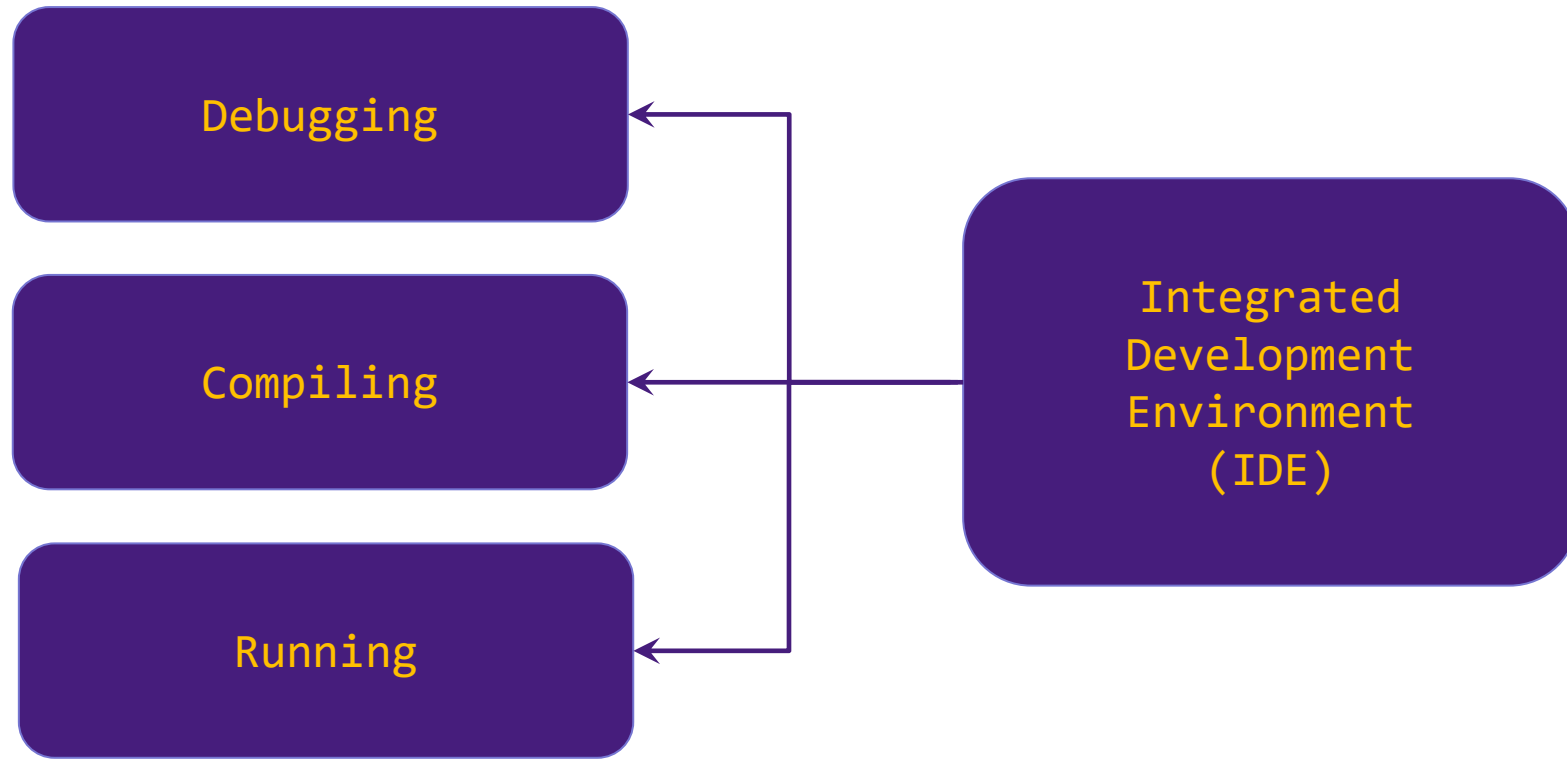 Debugging
Compiling
Running
Integrated
Development
Environment
(IDE)